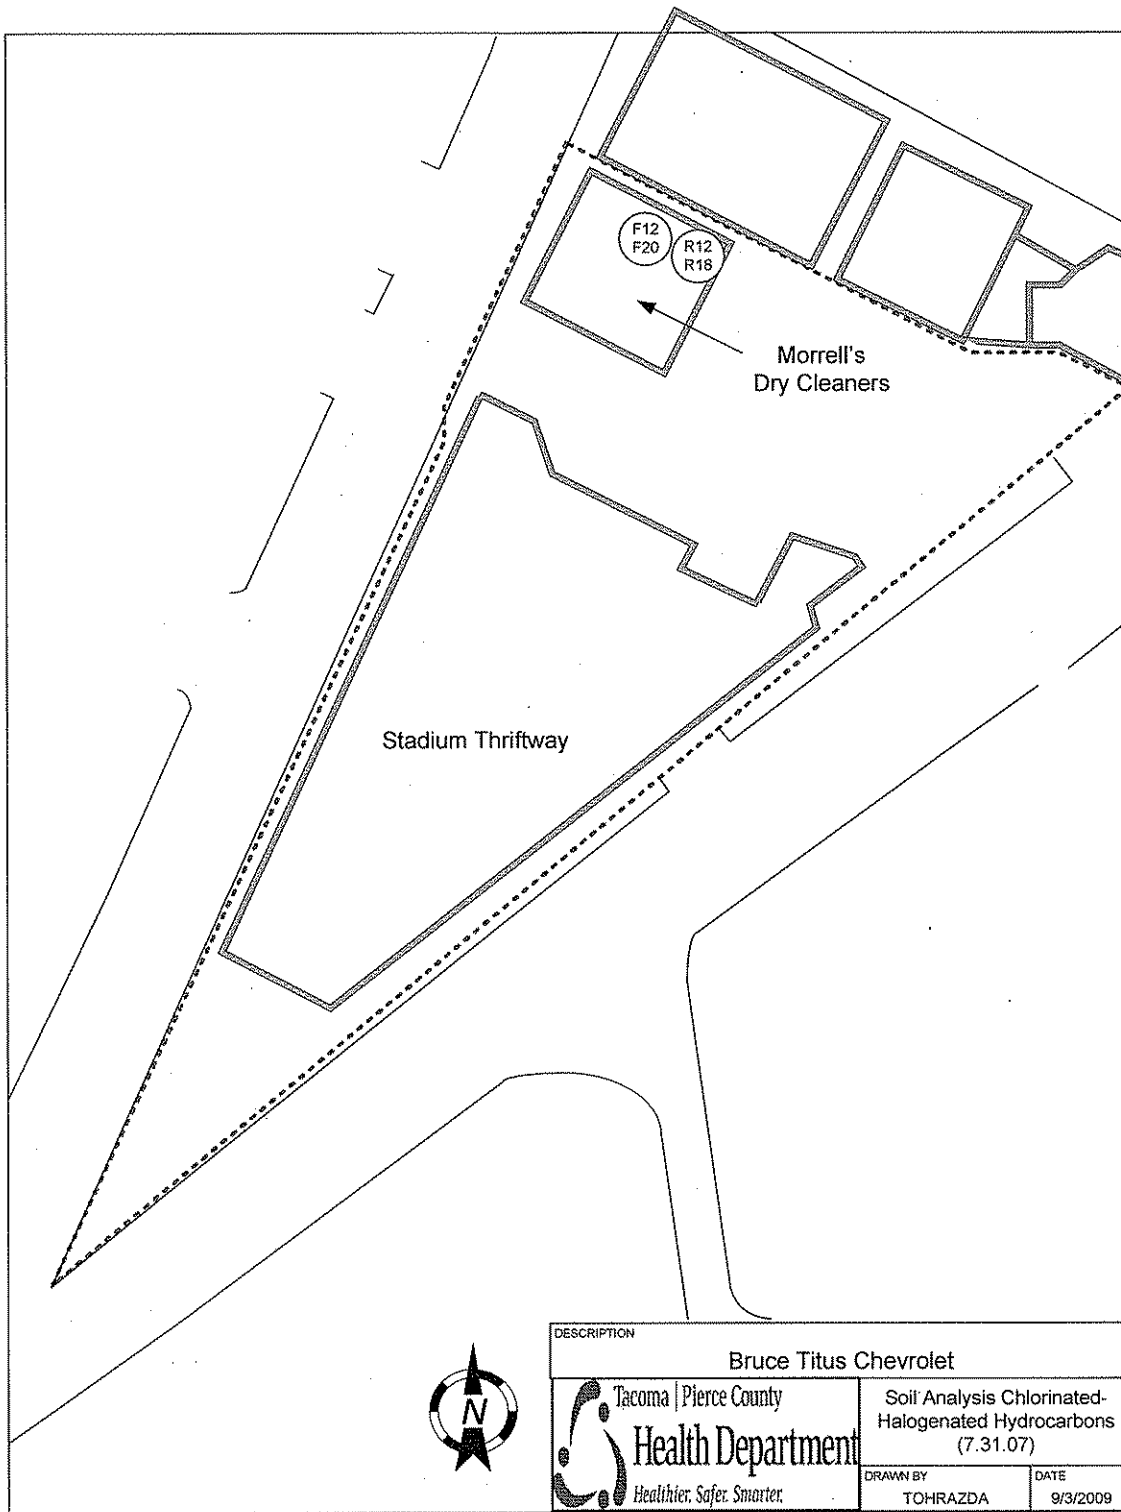 F12
F20
R12
R18
Morrell's
Dry Cleaners
Stadium Thriftway
N
DESCRIPTION
Bruce Titus Chevrolet
Tacoma | Pierce County
Health Department
Healthier. Safer. Smarter.
Soil Analysis Chlorinated-
Halogenated Hydrocarbons
(7.31.07)
DRAWN BY
TOHRAZDA
DATE
9/3/2009